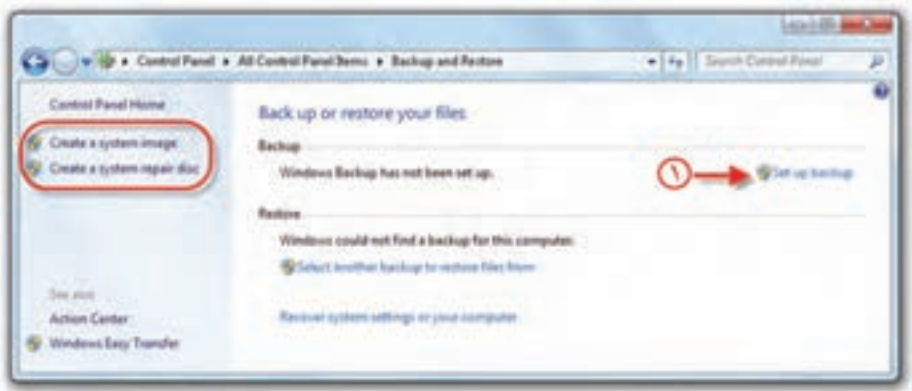 Control Panel ▸ All Control Panel Items ▸ Backup and Restore
Search Control Panel
Control Panel Home
Create a system image
Create a system repair disc
Back up or restore your files
Backup
Windows Backup has not been set up.
۱
Set up backup
Restore
Windows could not find a backup for this computer.
Select another backup to restore files from
Recover system settings or your computer
See also
Action Center
Windows Easy Transfer